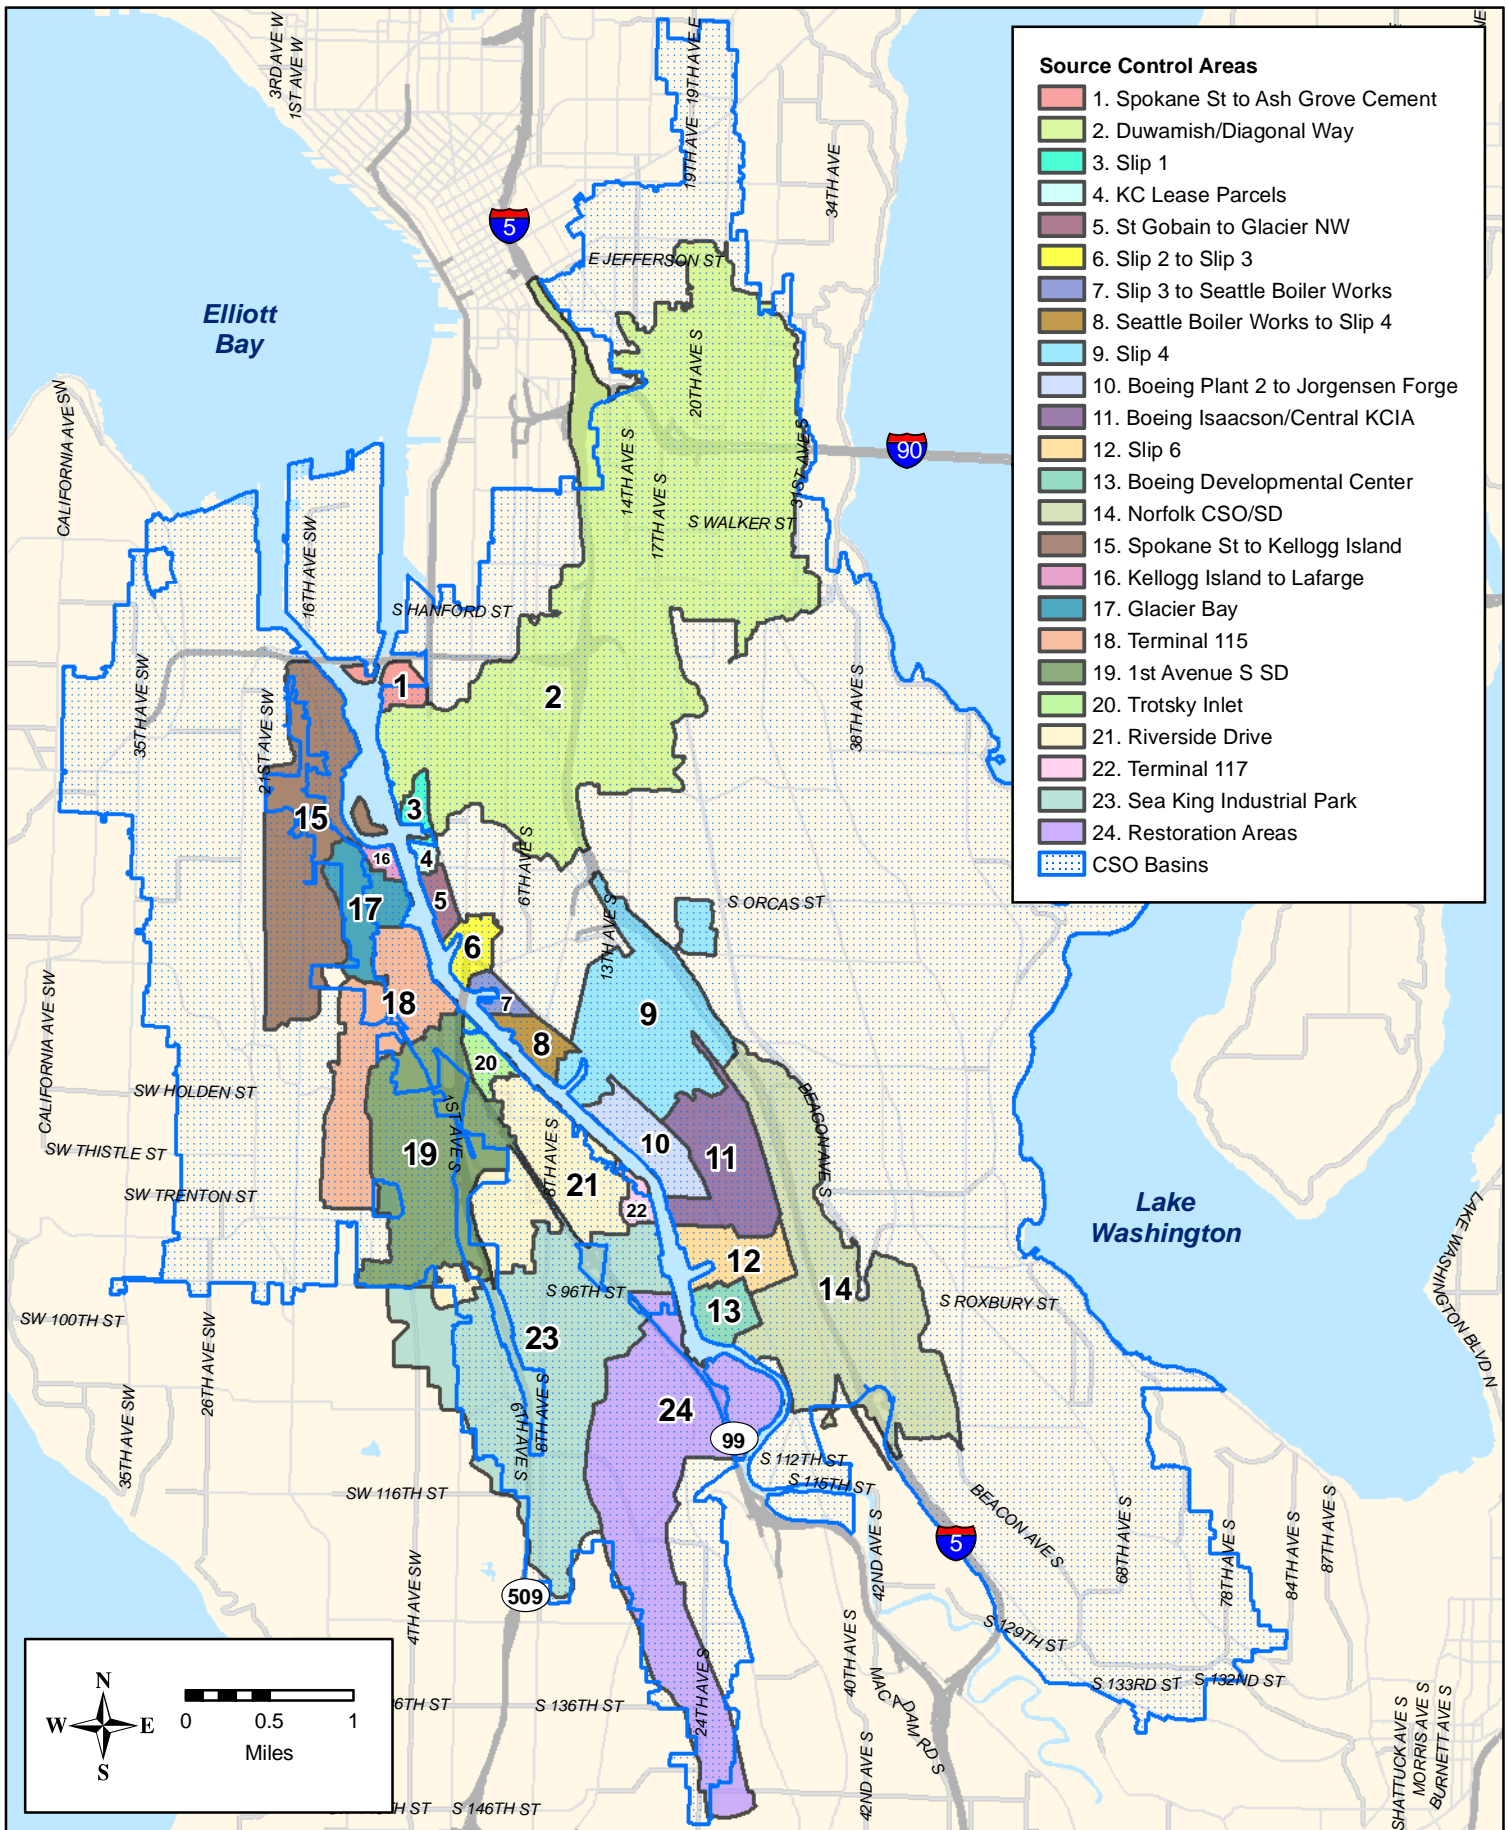 3RD AVE W
1ST AVE W
19TH AVE E
19TH AVE
34TH AVE
5
E JEFFERSON ST
Elliott
Bay
20TH AVE S
CALIFORNIA AVE SW
14TH AVE S
17TH AVE S
31ST AVE S
90
S WALKER ST
16TH AVE SW
S HANFORD ST
35TH AVE SW
21ST AVE SW
38TH AVE S
1
2
3
15
4
16
5
6TH AVE S
S ORCAS ST
17
6
13TH AVE S
18
7
9
8
20
CALIFORNIA AVE SW
SW HOLDEN ST
SW THISTLE ST
SW TRENTON ST
1ST AVE S
8TH AVE S
BEACON AVE S
19
10
11
21
22
Lake
Washington
LAKE WASHINGTON BLVD N
12
14
13
S 96TH ST
S ROXBURY ST
SW 100TH ST
26TH AVE SW
35TH AVE SW
23
24
6TH AVE S
8TH AVE S
99
S 112TH ST
S 115TH ST
SW 116TH ST
BEACON AVE S
42ND AVE S
5
68TH AVE S
78TH AVE S
84TH AVE S
87TH AVE S
509
4TH AVE SW
40TH AVE S
S 129TH ST
S 133RD ST
S 132ND ST
24TH AVE S
S 136TH ST
MACADAM RD S
42ND AVE S
S 146TH ST
SHATTUCK AVE S
MORRIS AVE S
BURNETT AVE S
Source Control Areas
1. Spokane St to Ash Grove Cement
2. Duwamish/Diagonal Way
3. Slip 1
4. KC Lease Parcels
5. St Gobain to Glacier NW
6. Slip 2 to Slip 3
7. Slip 3 to Seattle Boiler Works
8. Seattle Boiler Works to Slip 4
9. Slip 4
10. Boeing Plant 2 to Jorgensen Forge
11. Boeing Isaacson/Central KCIA
12. Slip 6
13. Boeing Developmental Center
14. Norfolk CSO/SD
15. Spokane St to Kellogg Island
16. Kellogg Island to Lafarge
17. Glacier Bay
18. Terminal 115
19. 1st Avenue S SD
20. Trotsky Inlet
21. Riverside Drive
22. Terminal 117
23. Sea King Industrial Park
24. Restoration Areas
CSO Basins
N
W E
S
0 0.5 1
Miles